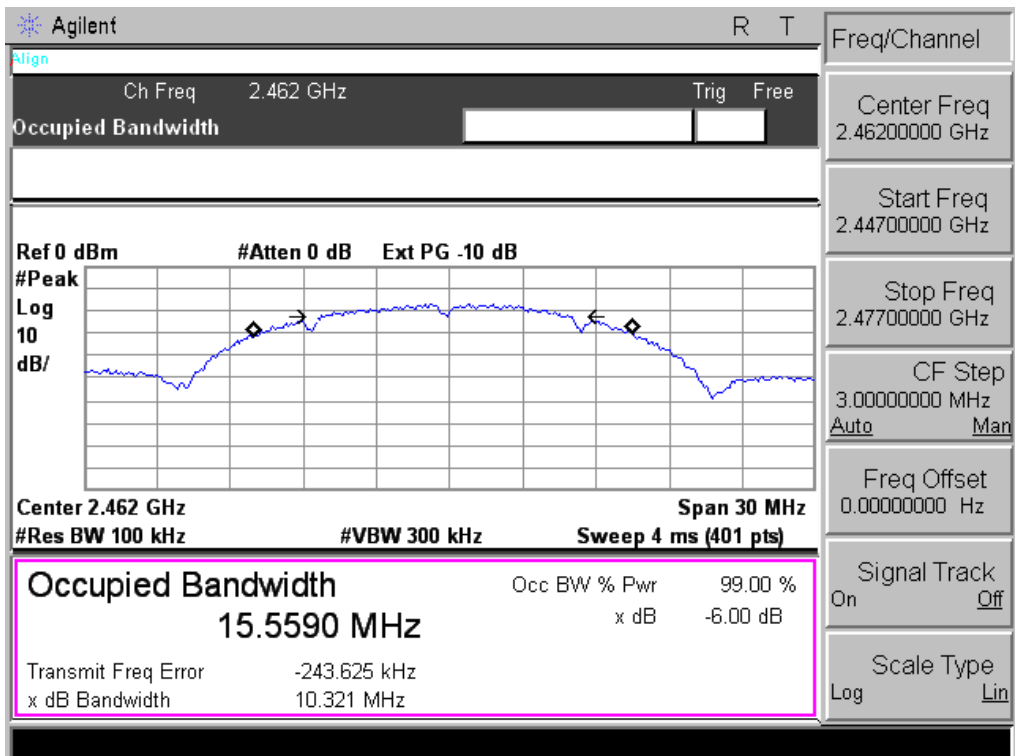 Agilent R T
Align
Ch Freq 2.462 GHz Trig Free
Occupied Bandwidth
Ref 0 dBm #Atten 0 dB Ext PG -10 dB
#Peak
Log
10
dB/
Center 2.462 GHz Span 30 MHz
#Res BW 100 kHz #VBW 300 kHz Sweep 4 ms (401 pts)
Occupied Bandwidth Occ BW % Pwr 99.00 %
15.5590 MHz x dB -6.00 dB
Transmit Freq Error -243.625 kHz
x dB Bandwidth 10.321 MHz
Freq/Channel
Center Freq
2.46200000 GHz
Start Freq
2.44700000 GHz
Stop Freq
2.47700000 GHz
CF Step
3.00000000 MHz
Auto Man
Freq Offset
0.00000000 Hz
Signal Track
On Off
Scale Type
Log Lin